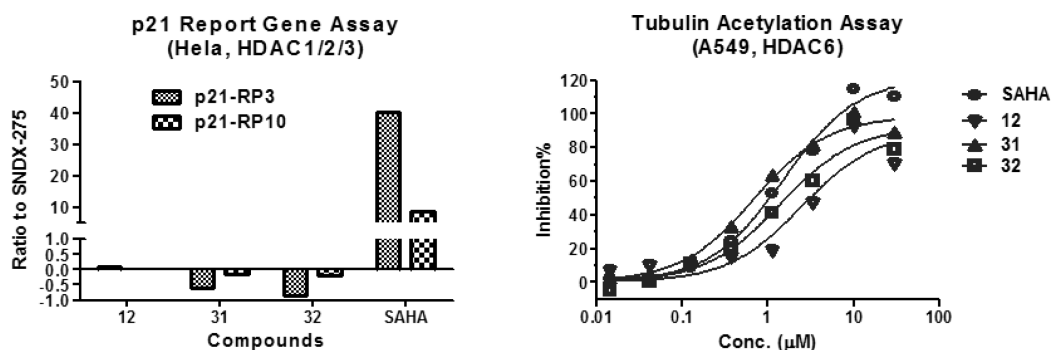 p21 Report Gene Assay
(Hela, HDAC1/2/3)
Ratio to SNDX-275
50
40
30
20
10
1.0
0.5
0.0
-0.5
-1.0
p21-RP3
p21-RP10
12
31
32
SAHA
Compounds
Tubulin Acetylation Assay
(A549, HDAC6)
Inhibition%
120
100
80
60
40
20
0
0.01
0.1
1
10
100
Conc. (μM)
SAHA
12
31
32